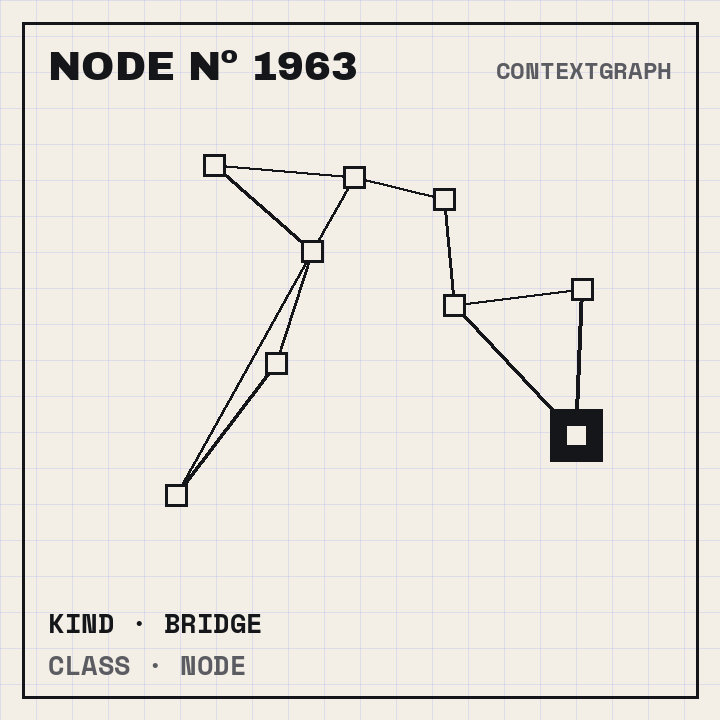 NODE Nº 1963
CONTEXTGRAPH
KIND · BRIDGE
CLASS · NODE